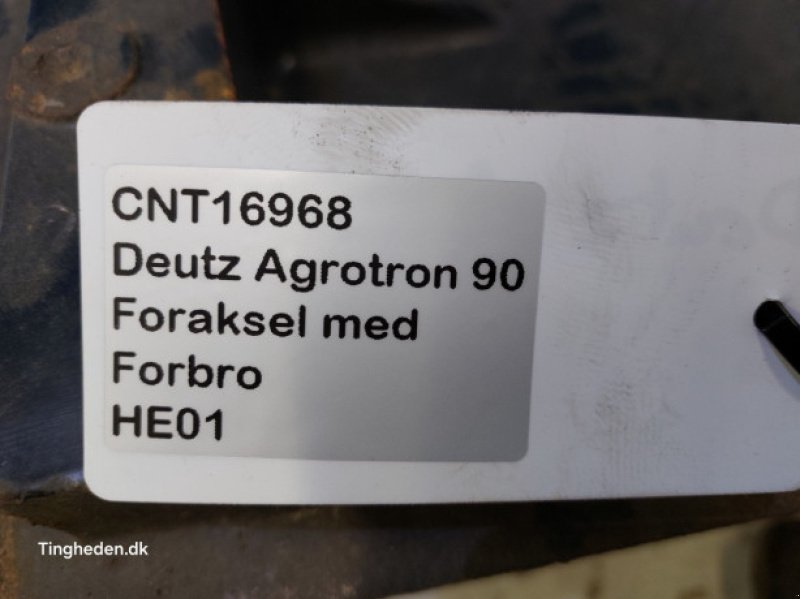 CNT16968
Deutz Agrotron 90
Foraksel med
Forbro
HE01
Tingheden.dk